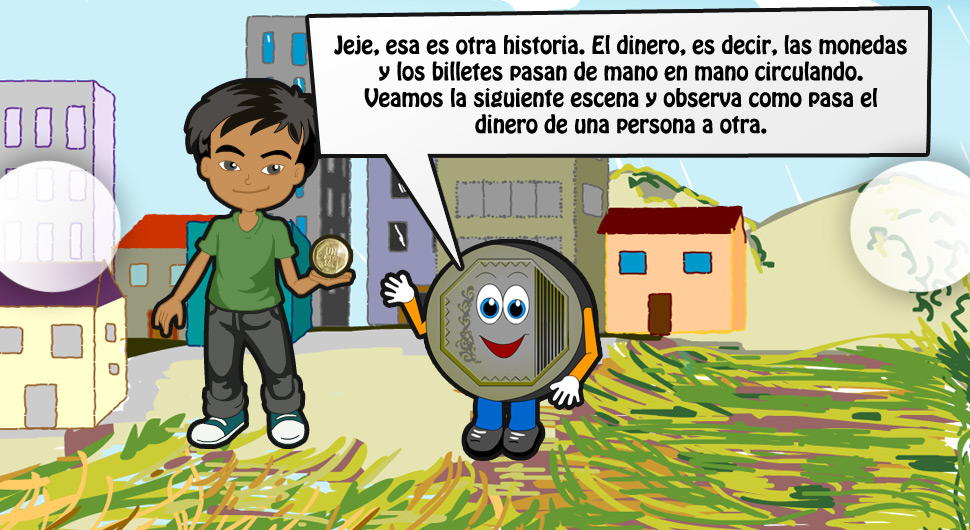 Jeje, esa es otra historia. El dinero, es decir, las monedas
y los billetes pasan de mano en mano circulando.
Veamos la siguiente escena y observa como pasa el
dinero de una persona a otra.